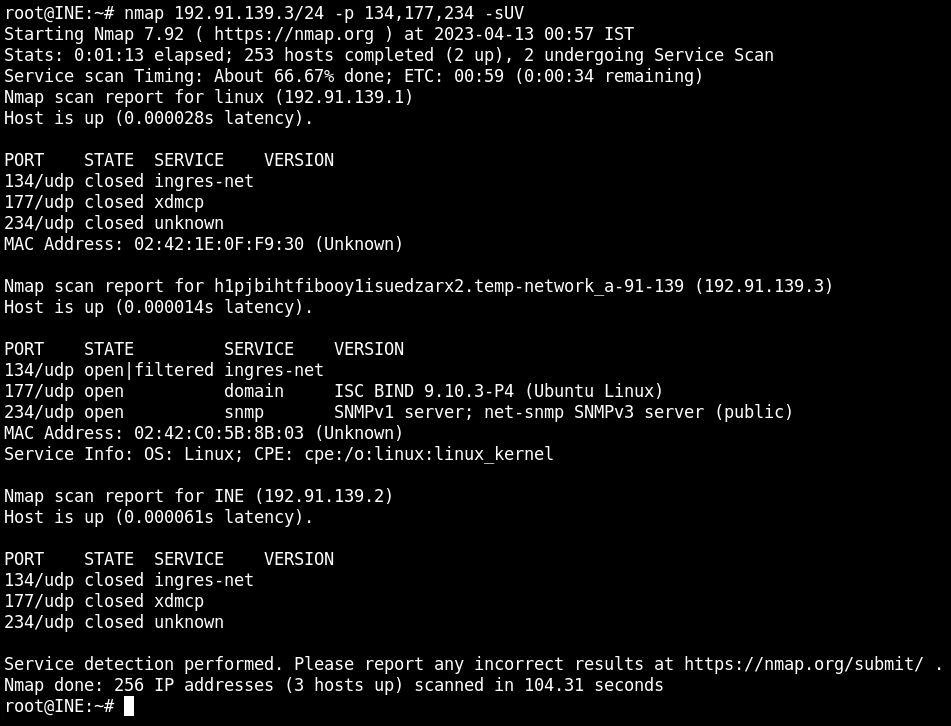 root@INE:~# nmap 192.91.139.3/24 -p 134,177,234 -sUV
Starting Nmap 7.92 ( https://nmap.org ) at 2023-04-13 00:57 IST
Stats: 0:01:13 elapsed; 253 hosts completed (2 up), 2 undergoing Service Scan
Service scan Timing: About 66.67% done; ETC: 00:59 (0:00:34 remaining)
Nmap scan report for linux (192.91.139.1)
Host is up (0.000028s latency).

PORT    STATE  SERVICE    VERSION
134/udp closed ingres-net
177/udp closed xdmcp
234/udp closed unknown
MAC Address: 02:42:1E:0F:F9:30 (Unknown)

Nmap scan report for h1pjbihtfibooy1isuedzarx2.temp-network_a-91-139 (192.91.139.3)
Host is up (0.000014s latency).

PORT    STATE         SERVICE    VERSION
134/udp open|filtered ingres-net
177/udp open          domain     ISC BIND 9.10.3-P4 (Ubuntu Linux)
234/udp open          snmp       SNMPv1 server; net-snmp SNMPv3 server (public)
MAC Address: 02:42:C0:5B:8B:03 (Unknown)
Service Info: OS: Linux; CPE: cpe:/o:linux:linux_kernel

Nmap scan report for INE (192.91.139.2)
Host is up (0.000061s latency).

PORT    STATE  SERVICE    VERSION
134/udp closed ingres-net
177/udp closed xdmcp
234/udp closed unknown

Service detection performed. Please report any incorrect results at https://nmap.org/submit/ .
Nmap done: 256 IP addresses (3 hosts up) scanned in 104.31 seconds
root@INE:~#